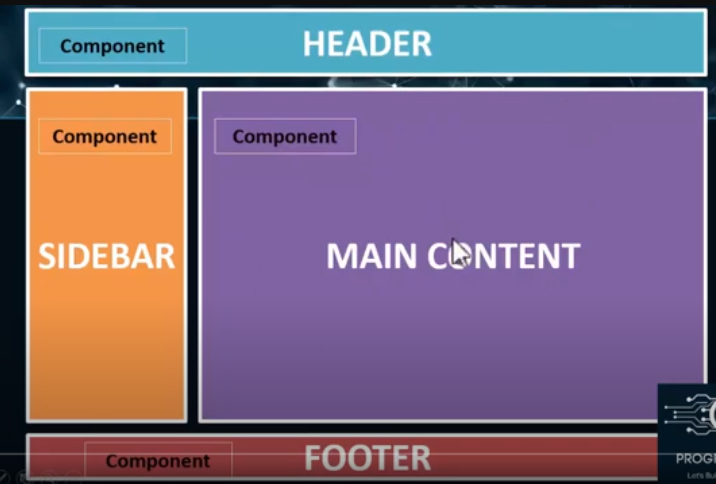 Component
HEADER
Component
Component
SIDEBAR
MAIN CONTENT
Component
FOOTER